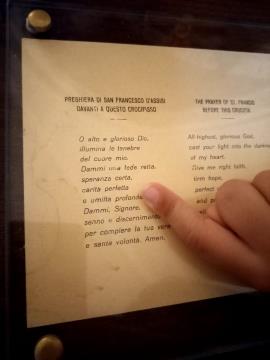 PREGHIERA DI SAN FRANCESCO D'ASSISI
DAVANTI A QUESTO CROCIFISSO
O alto e glorioso Dio,
illumina le tenebre
del cuore mio.
Dammi una fede retta,
speranza certa,
carità perfetta
e umiltà profonda.
Dammi, Signore,
senno e discernimento
per compiere la tua vera
e santa volontà. Amen.
THE PRAYER OF ST. FRANCIS
BEFORE THIS CRUCIFIX
All highest, glorious God,
cast your light into the darkness
of my heart.
Give me right faith,
firm hope,
perfect
and